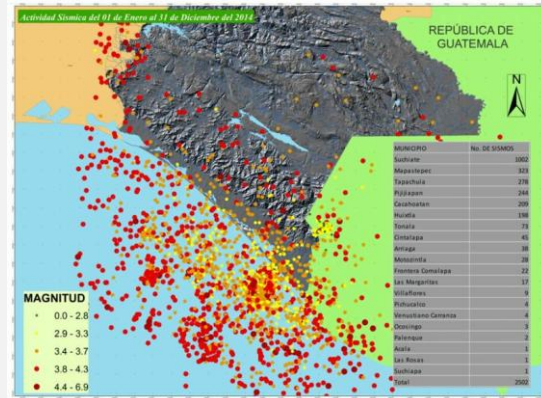 Actividad Sísmica del 01 de Enero al 31 de Diciembre del 2014
REPÚBLICA DE
GUATEMALA
N
MUNICIPIO No. DE SISMOS
Suchiate 1002
Mapastepec 323
Tapachula 278
Pijijiapan 244
Cacahoatan 209
Huixtla 198
Tonala 73
Cintalapa 45
Arriaga 38
Motozintla 28
Frontera Comalapa 22
Las Margaritas 17
Villaflores 9
Pichucalco 4
Venustiano Carranza 4
Ocosingo 3
Palenque 2
Acala 1
Las Rosas 1
Suchiapa 1
Total 2502
MAGNITUD
0.0 - 2.8
2.9 - 3.3
3.4 - 3.7
3.8 - 4.3
4.4 - 6.9